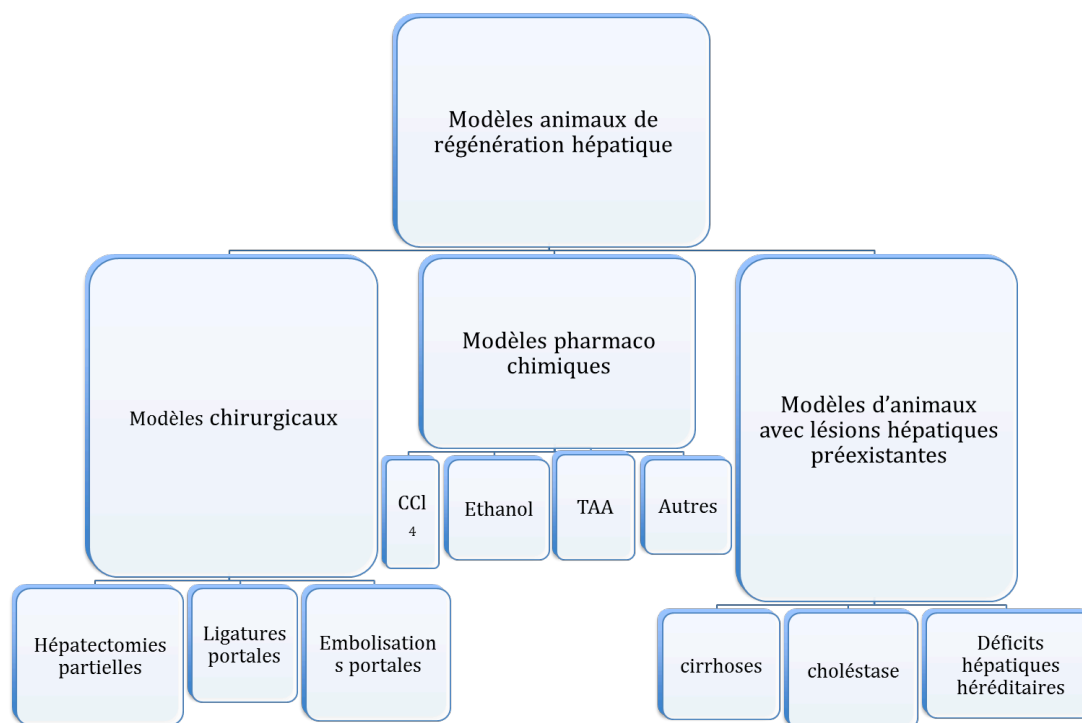 Modèles animaux de
régénération hépatique
Modèles chirurgicaux
Modèles pharmaco
chimiques
Modèles d'animaux
avec lésions hépatiques
préexistantes
CCl
4
Ethanol
TAA
Autres
Hépatectomies
partielles
Ligatures
portales
Embolisation
s portales
cirrhoses
choléstase
Déficits
hépatiques
héréditaires